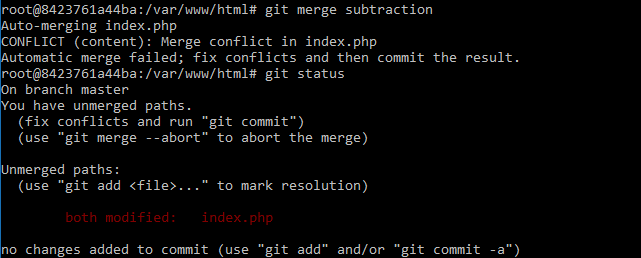 root@8423761a44ba:/var/www/html# git merge subtraction
Auto-merging index.php
CONFLICT (content): Merge conflict in index.php
Automatic merge failed; fix conflicts and then commit the result.
root@8423761a44ba:/var/www/html# git status
On branch master
You have unmerged paths.
  (fix conflicts and run "git commit")
  (use "git merge --abort" to abort the merge)

Unmerged paths:
  (use "git add <file>..." to mark resolution)

        both modified:   index.php

no changes added to commit (use "git add" and/or "git commit -a")